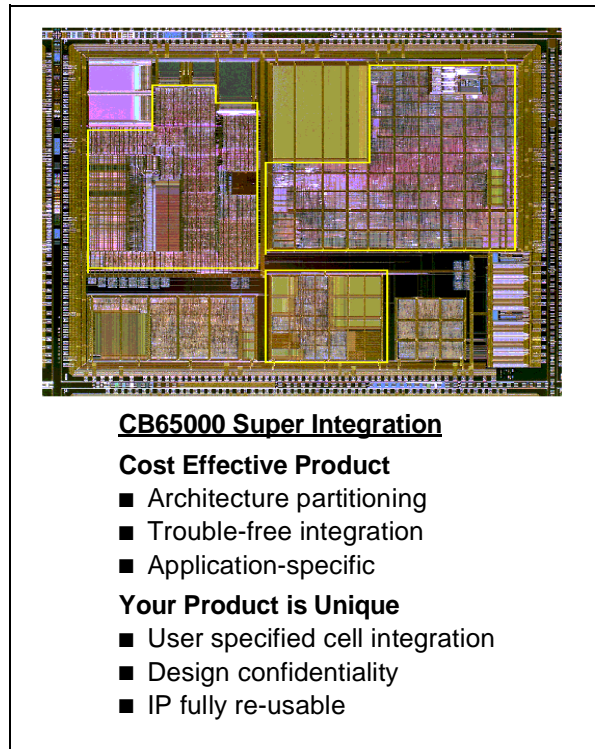 CB65000 Super Integration
Cost Effective Product
■ Architecture partitioning
■ Trouble-free integration
■ Application-specific
Your Product is Unique
■ User specified cell integration
■ Design confidentiality
■ IP fully re-usable